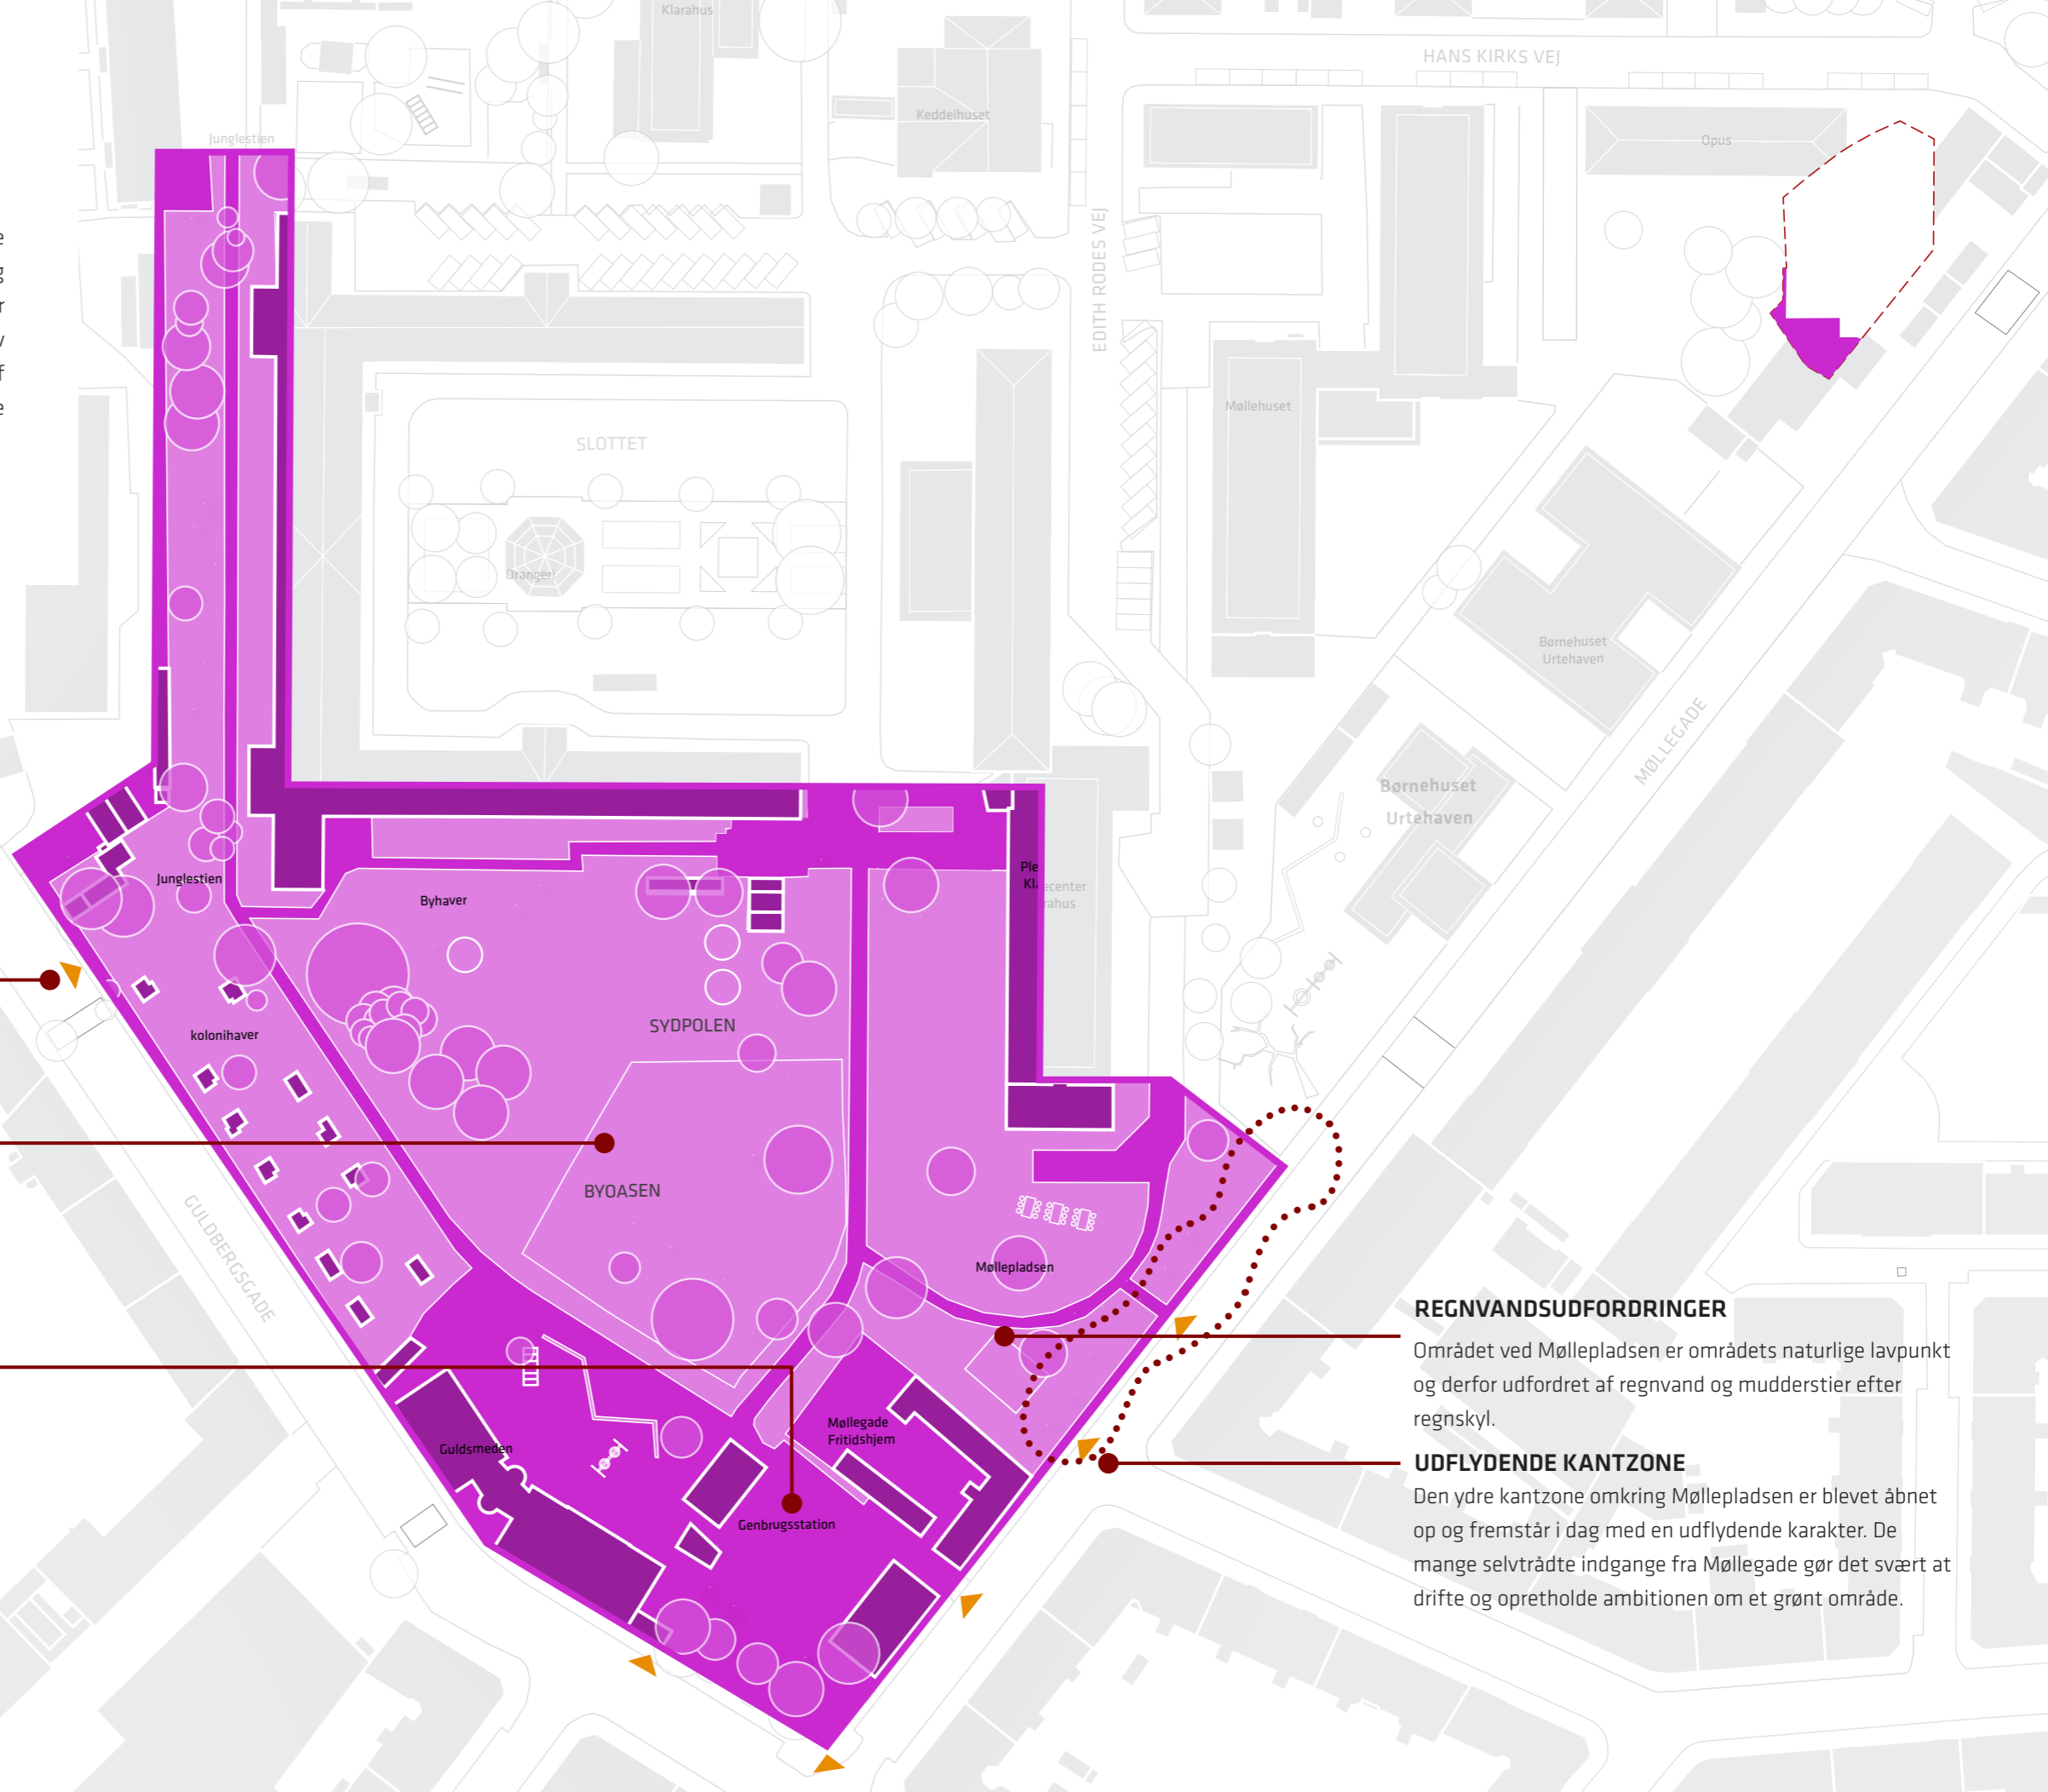 Klarahus
HANS KIRKS VEJ
Keddelhuset
Junglestien
Opus
e
g
r
v
f
e
EDITH RODES VEJ
Møllehuset
SLOTTET
Orangeri
Børnehuset
Urtehaven
MØLLEGADE
Børnehuset
Urtehaven
Plejecenter
Klarahus
Junglestien
Byhaver
kolonihaver
SYDPOLEN
BYOASEN
GULDBERGSGADE
Møllepladsen
REGNVANDSUDFORDRINGER
Området ved Møllepladsen er områdets naturlige lavpunkt
og derfor udfordret af regnvand og mudderstier efter
regnskyl.
Møllegade
Fritidshjem
Guldsmeden
Genbrugsstation
UDFLYDENDE KANTZONE
Den ydre kantzone omkring Møllepladsen er blevet åbnet
op og fremstår i dag med en udflydende karakter. De
mange selvtrådte indgange fra Møllegade gør det svært at
drifte og opretholde ambitionen om et grønt område.